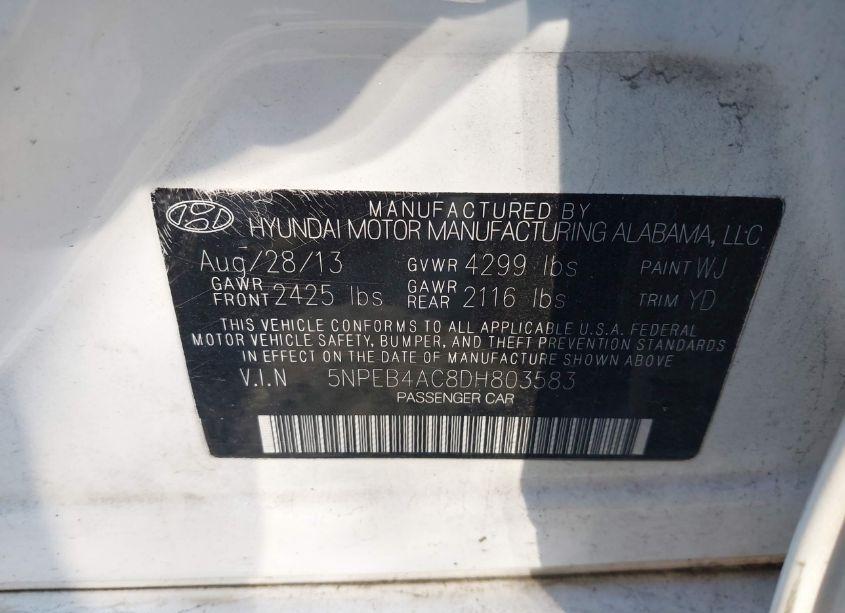 MANUFACTURED BY
HYUNDAI MOTOR MANUFACTURING ALABAMA, LLC
Aug/28/13 GVWR 4299 lbs PAINT WJ
GAWR FRONT 2425 lbs GAWR REAR 2116 lbs TRIM YD
THIS VEHICLE CONFORMS TO ALL APPLICABLE U.S.A. FEDERAL
MOTOR VEHICLE SAFETY, BUMPER, AND THEFT PREVENTION STANDARDS
IN EFFECT ON THE DATE OF MANUFACTURE SHOWN ABOVE
V.I.N 5NPEB4AC8DH803583
PASSENGER CAR